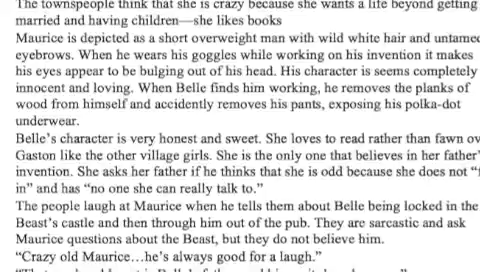 The townspeople think that she is crazy because she wants a life beyond getting
married and having children—she likes books
Maurice is depicted as a short overweight man with wild white hair and untamed
eyebrows. When he wears his goggles while working on his invention it makes
his eyes appear to be bulging out of his head. His character is seems completely
innocent and loving. When Belle finds him working, he removes the planks of
wood from himself and accidently removes his pants, exposing his polka-dot
underwear.
Belle's character is very honest and sweet. She loves to read rather than fawn ov
Gaston like the other village girls. She is the only one that believes in her father'
invention. She asks her father if he thinks that she is odd because she does not "f
in" and has "no one she can really talk to."
The people laugh at Maurice when he tells them about Belle being locked in the
Beast's castle and then through him out of the pub. They are sarcastic and ask
Maurice questions about the Beast, but they do not believe him.
"Crazy old Maurice…he's always good for a laugh."